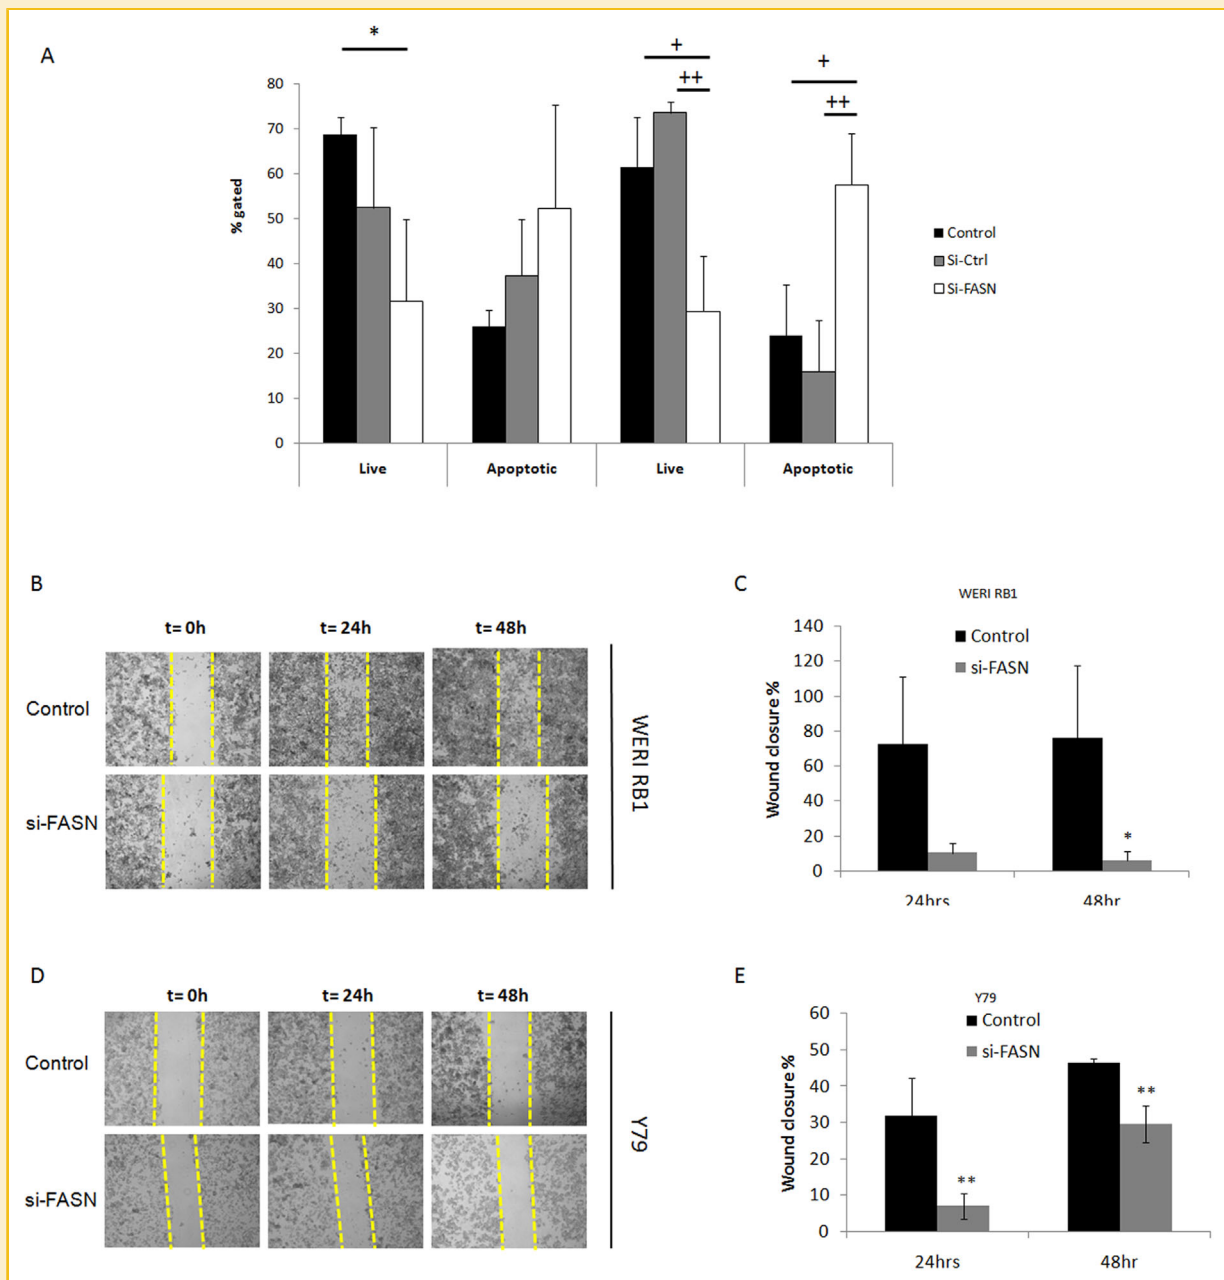 A
*
+
++
+
++
80
70
60
50
40
30
20
10
0
% gated
Live
Apoptotic
Live
Apoptotic
Control
Si-Ctrl
Si-FASN
B
t= 0h
t= 24h
t= 48h
Control
si-FASN
WERI RB1
C
WERI RB1
140
120
100
80
60
40
20
0
Wound closure %
Control
si-FASN
*
24hrs
48hr
D
t= 0h
t= 24h
t= 48h
Control
si-FASN
Y79
E
Y79
60
50
40
30
20
10
0
Wound closure %
Control
si-FASN
**
**
24hrs
48hr